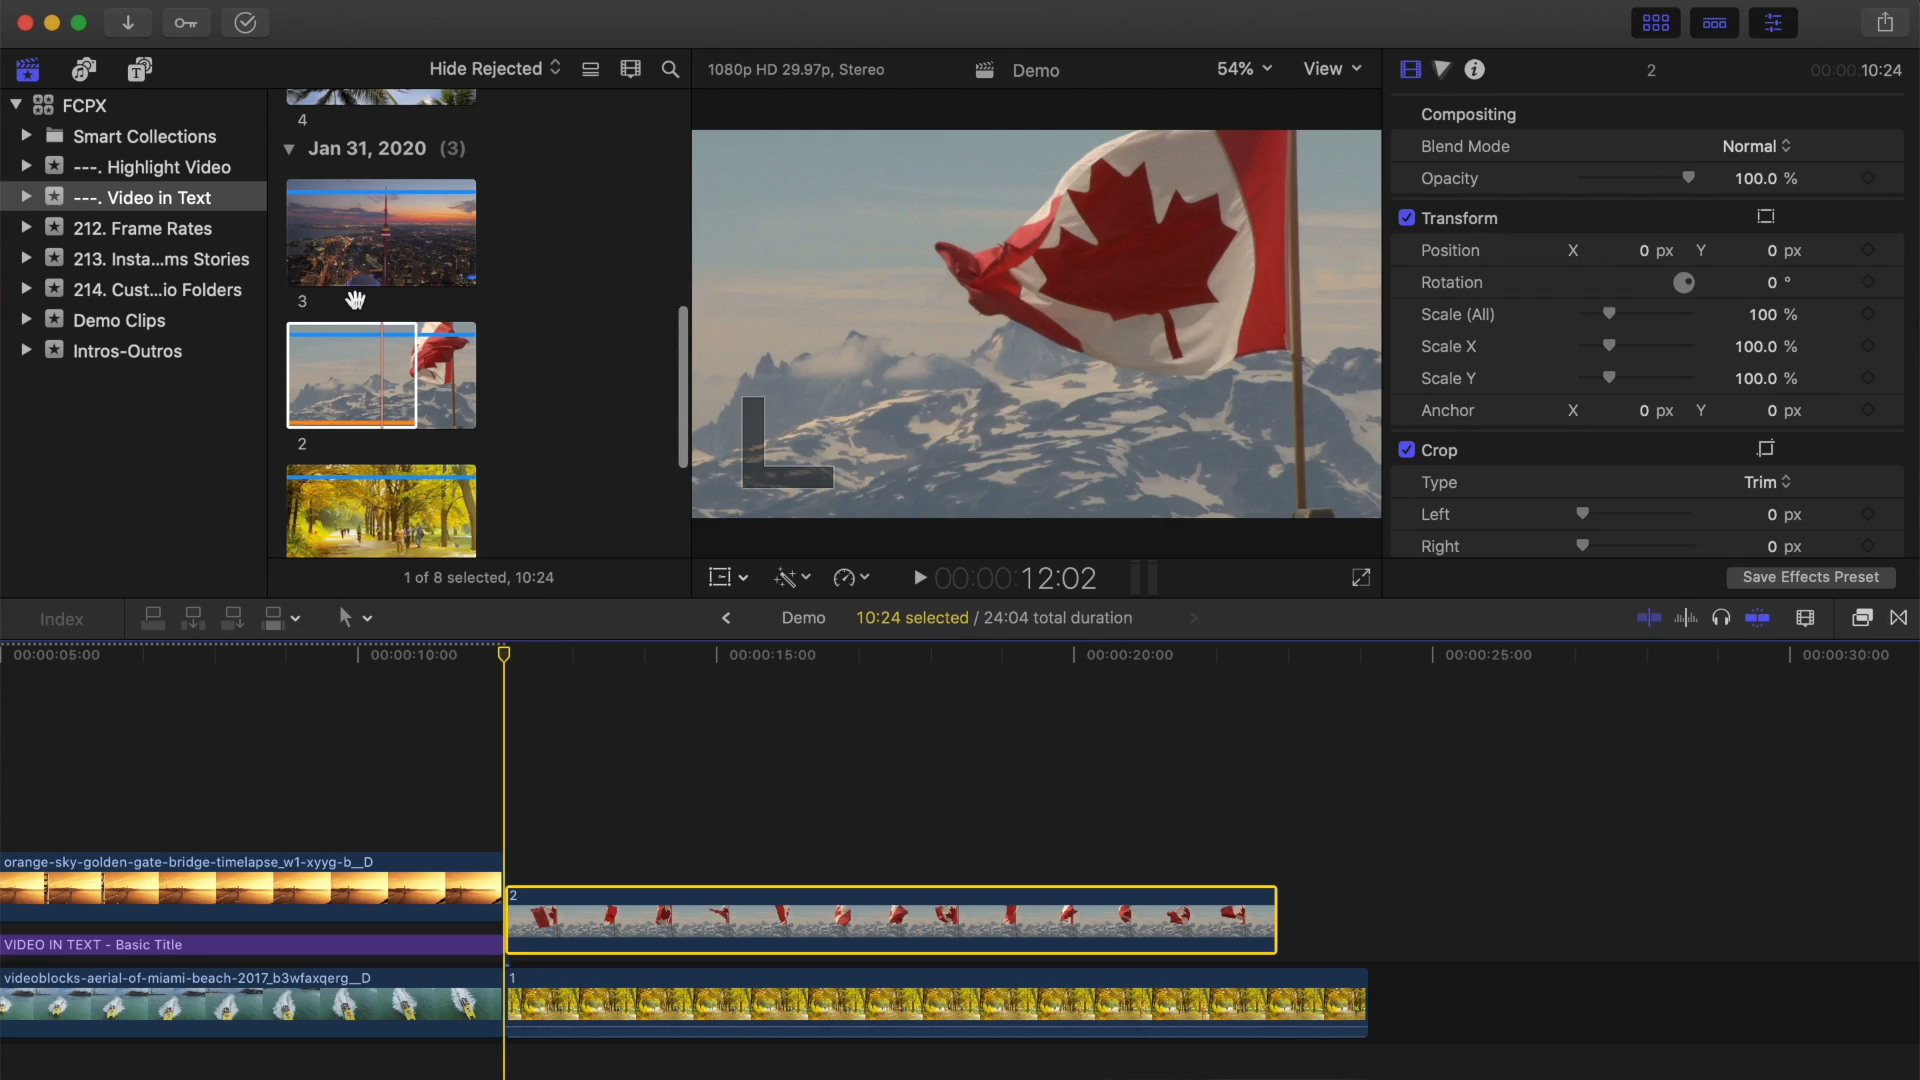 Hide Rejected
1080p HD 29.97p, Stereo
Demo
54%
View
2
00:00:10:24
FCPX
Smart Collections
---. Highlight Video
---. Video in Text
212. Frame Rates
213. Insta...ms Stories
214. Cust...io Folders
Demo Clips
Intros-Outros
4
Jan 31, 2020 (3)
3
2
1 of 8 selected, 10:24
00:00:12:02
Compositing
Blend Mode Normal
Opacity 100.0 %
Transform
Position X 0 px Y 0 px
Rotation 0 °
Scale (All) 100 %
Scale X 100.0 %
Scale Y 100.0 %
Anchor X 0 px Y 0 px
Crop
Type Trim
Left 0 px
Right 0 px
Save Effects Preset
Index
Demo
10:24 selected / 24:04 total duration
00:00:05:00
00:00:10:00
00:00:15:00
00:00:20:00
00:00:25:00
00:00:30:00
orange-sky-golden-gate-bridge-timelapse_w1-xyyg-b__D
2
VIDEO IN TEXT - Basic Title
videoblocks-aerial-of-miami-beach-2017_b3wfaxqerg__D
1